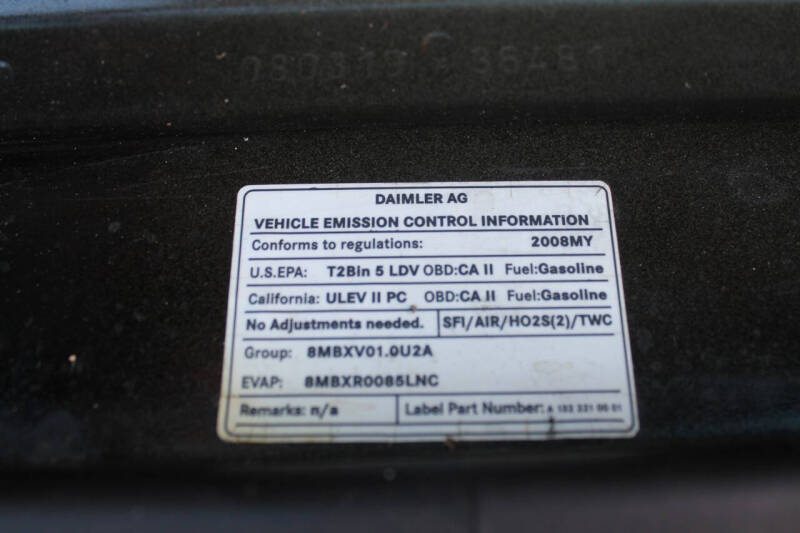 DAIMLER AG
VEHICLE EMISSION CONTROL INFORMATION
Conforms to regulations: 2008MY
U.S.EPA: T2Bin 5 LDV OBD:CA II Fuel:Gasoline
California: ULEV II PC OBD:CA II Fuel:Gasoline
No Adjustments needed. SFI/AIR/HO2S(2)/TWC
Group: 8MBXV01.0U2A
EVAP: 8MBXR0085LNC
Remarks: n/a Label Part Number: